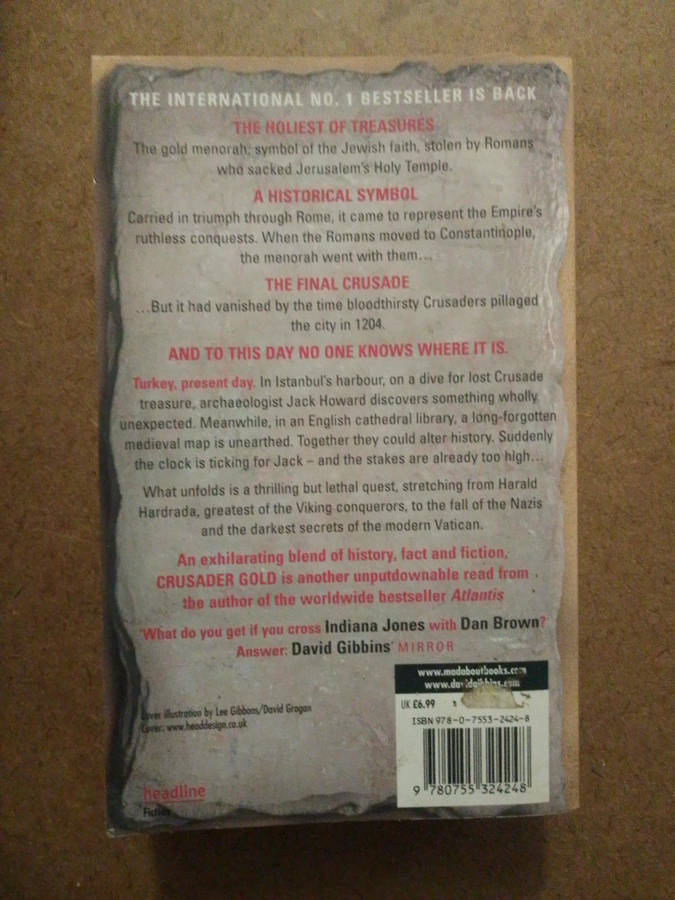 THE INTERNATIONAL NO. 1 BESTSELLER IS BACK
THE HOLIEST OF TREASURES
The gold menorah, symbol of the Jewish faith, stolen by Romans
who sacked Jerusalem's Holy Temple.
A HISTORICAL SYMBOL
Carried in triumph through Rome, it came to represent the Empire's
ruthless conquests. When the Romans moved to Constantinople,
the menorah went with them...
THE FINAL CRUSADE
...But it had vanished by the time bloodthirsty Crusaders pillaged
the city in 1204.
AND TO THIS DAY NO ONE KNOWS WHERE IT IS.
Turkey, present day. In Istanbul's harbour, on a dive for lost Crusade
treasure, archaeologist Jack Howard discovers something wholly
unexpected. Meanwhile, in an English cathedral library, a long-forgotten
medieval map is unearthed. Together they could alter history. Suddenly
the clock is ticking for Jack – and the stakes are already too high...
What unfolds is a thrilling but lethal quest, stretching from Harald
Hardrada, greatest of the Viking conquerors, to the fall of the Nazis
and the darkest secrets of the modern Vatican.
An exhilarating blend of history, fact and fiction,
CRUSADER GOLD is another unputdownable read from
the author of the worldwide bestseller Atlantis
'What do you get if you cross Indiana Jones with Dan Brown?
Answer: David Gibbins' MIRROR
www.madaboutbooks.com
www.davidgibbins.com
UK £6.99
ISBN 978-0-7553-2424-8
9 780755 324248
Cover illustration by Lee Gibbons/David Grogan
Cover: www.headdesign.co.uk
headline
Fiction